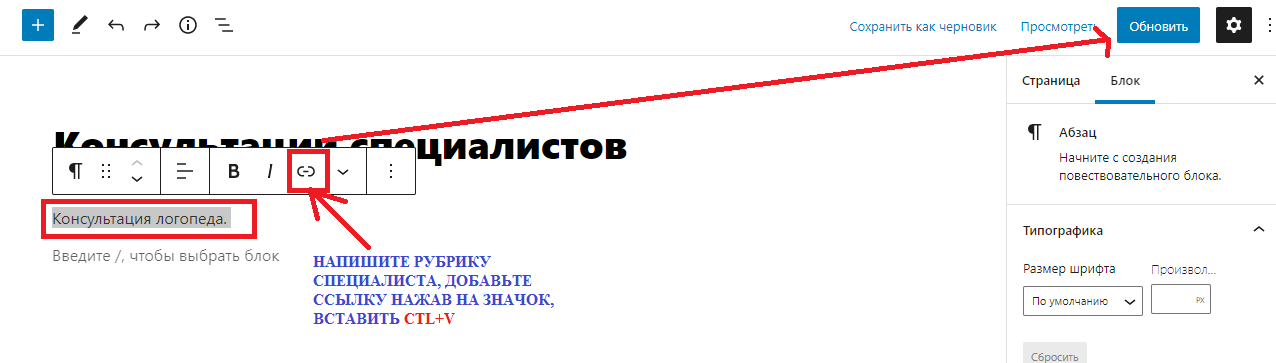 Сохранить как черновик Просмотреть Обновить
Страница Блок
Консультации специалистов
Абзац
Начните с создания
повествовательного блока.
B I
Консультация логопеда.
Введите /, чтобы выбрать блок
НАПИШИТЕ РУБРИКУ
СПЕЦИАЛИСТА, ДОБАВЬТЕ
ССЫЛКУ НАЖАВ НА ЗНАЧОК,
ВСТАВИТЬ CTL+V
Типографика
Размер шрифта Произвол...
По умолчанию PX
Сбросить